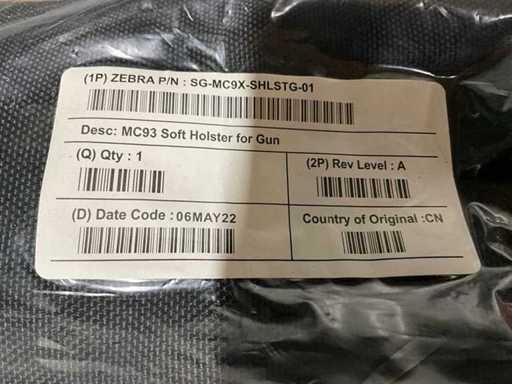 (1P) ZEBRA P/N : SG-MC9X-SHLSTG-01
Desc: MC93 Soft Holster for Gun
(Q) Qty : 1
(2P) Rev Level : A
(D) Date Code : 06MAY22
Country of Original :CN